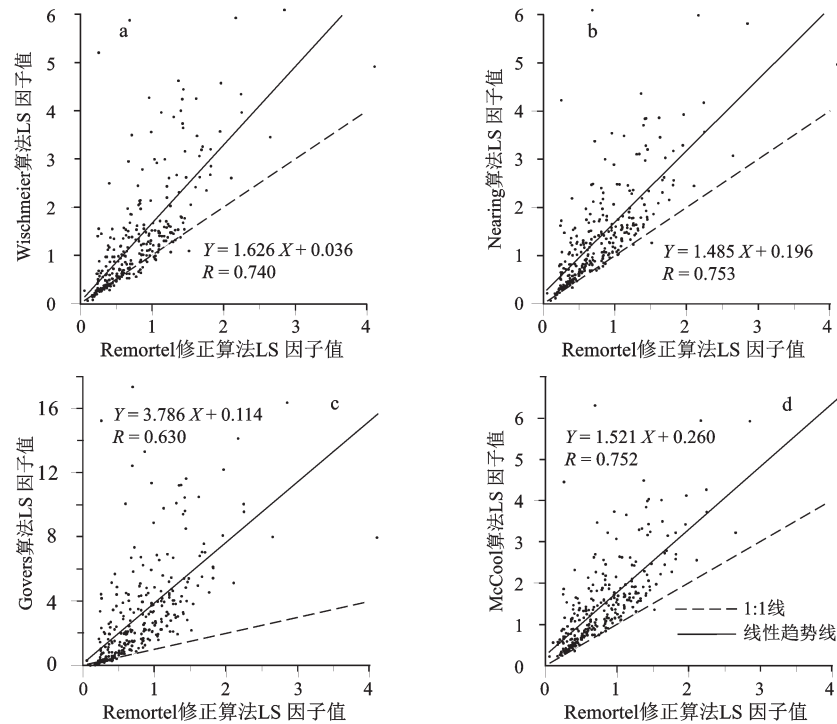 a
6
5
4
3
2
1
0
Wischmeier算法LS 因子值
Y = 1.626 X + 0.036
R = 0.740
0 1 2 3 4
Remortel修正算法LS 因子值
b
6
5
4
3
2
1
0
Nearing算法LS 因子值
Y = 1.485 X + 0.196
R = 0.753
0 1 2 3 4
Remortel修正算法LS 因子值
c
16
12
8
4
0
Govers算法LS 因子值
Y = 3.786 X + 0.114
R = 0.630
0 1 2 3 4
Remortel修正算法LS 因子值
d
6
5
4
3
2
1
0
McCool算法LS 因子值
Y = 1.521 X + 0.260
R = 0.752
1:1线
线性趋势线
0 1 2 3 4
Remortel修正算法LS 因子值